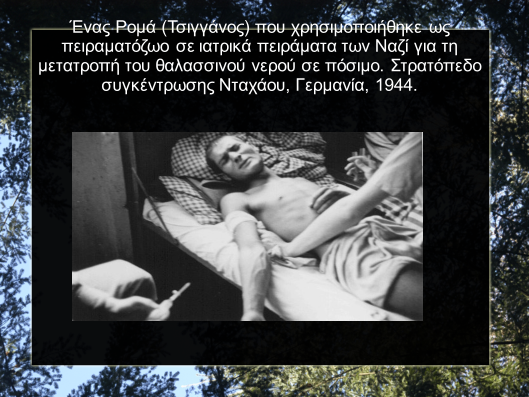 Ένας Ρομά (Τσιγγάνος) που χρησιμοποιήθηκε ως
πειραματόζωο σε ιατρικά πειράματα των Ναζί για τη
μετατροπή του θαλασσινού νερού σε πόσιμο. Στρατόπεδο
συγκέντρωσης Νταχάου, Γερμανία, 1944.